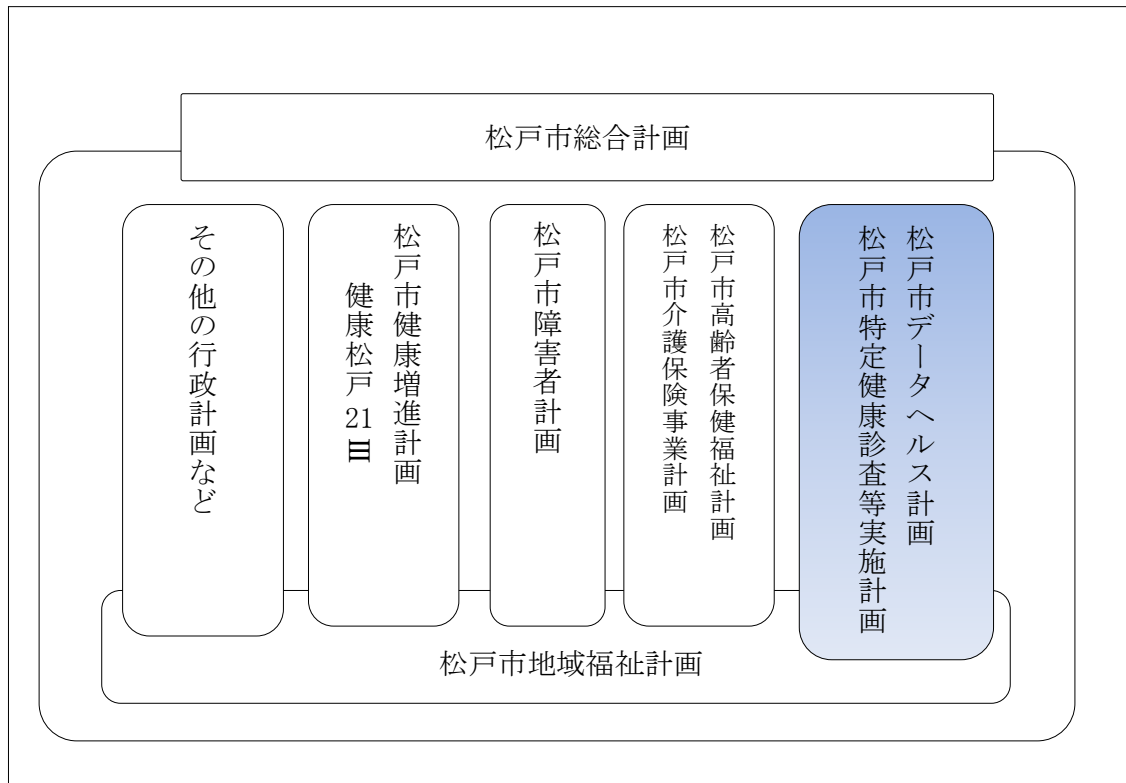 松戸市総合計画
松戸市データヘルス計画
松戸市特定健康診査等実施計画
松戸市高齢者保健福祉計画
松戸市介護保険事業計画
松戸市障害者計画
松戸市健康増進計画
健康松戸21Ⅲ
その他の行政計画など
松戸市地域福祉計画